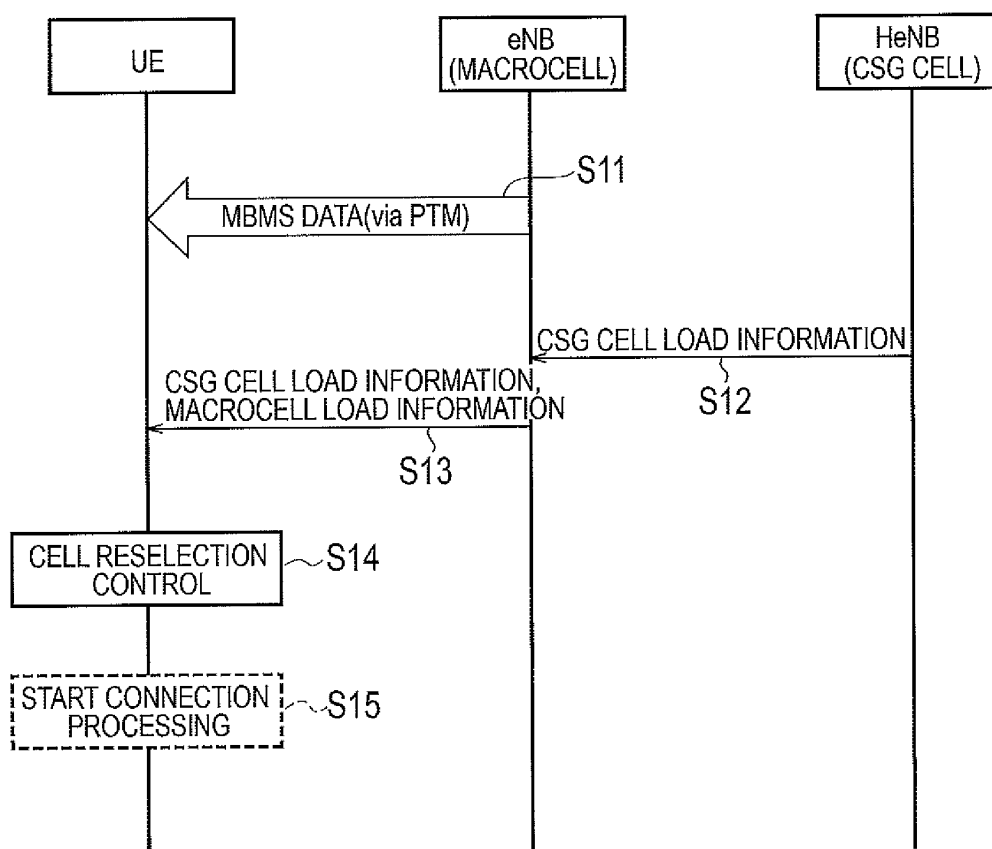 UE
eNB
(MACROCELL)
HeNB
(CSG CELL)
S11
MBMS DATA(via PTM)
CSG CELL LOAD INFORMATION
S12
CSG CELL LOAD INFORMATION,
MACROCELL LOAD INFORMATION
S13
CELL RESELECTION
CONTROL
S14
START CONNECTION
PROCESSING
S15